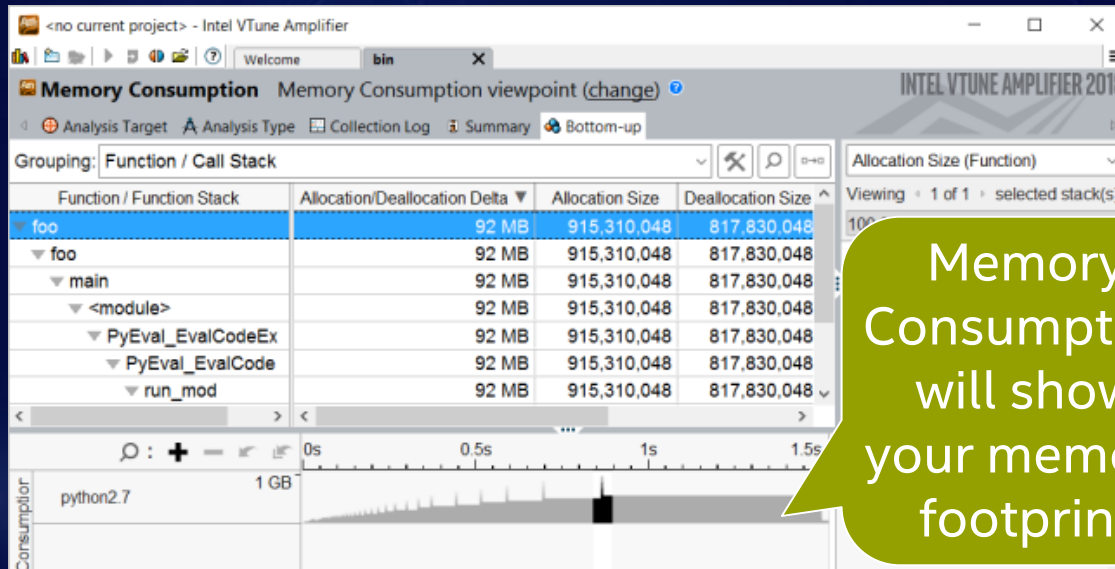 <no current project> - Intel VTune Amplifier
Welcome bin
Memory Consumption Memory Consumption viewpoint (change)
INTEL VTUNE AMPLIFIER 2018
Analysis Target Analysis Type Collection Log Summary Bottom-up
Grouping: Function / Call Stack
Allocation Size (Function)
Function / Function Stack Allocation/Deallocation Delta Allocation Size Deallocation Size
Viewing 1 of 1 selected stack(s)
foo 92 MB 915,310,048 817,830,048
foo 92 MB 915,310,048 817,830,048
main 92 MB 915,310,048 817,830,048
<module> 92 MB 915,310,048 817,830,048
PyEval_EvalCodeEx 92 MB 915,310,048 817,830,048
PyEval_EvalCode 92 MB 915,310,048 817,830,048
run_mod 92 MB 915,310,048 817,830,048
Memory
will show
your
0s 0.5s 1s 1.5s
python2.7 1 GB
Consumption